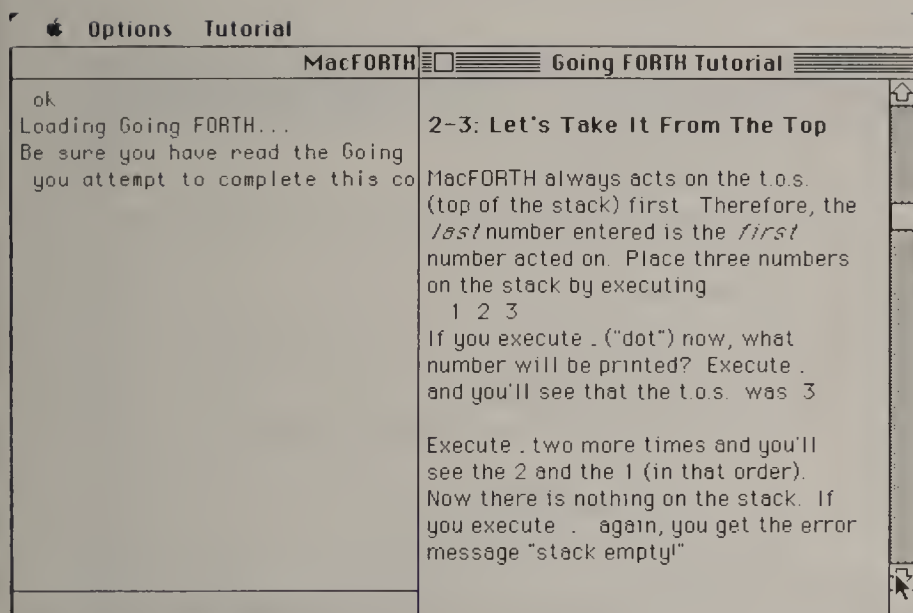 Options Tutorial
MacFORTH
ok
Loading Going FORTH...
Be sure you have read the Going
you attempt to complete this co
Going FORTH Tutorial
2-3: Let's Take It From The Top
MacFORTH always acts on the t.o.s.
(top of the stack) first Therefore, the
last number entered is the first
number acted on. Place three numbers
on the stack by executing
1 2 3
If you execute . ("dot") now, what
number will be printed? Execute .
and you'll see that the t.o.s. was 3
Execute . two more times and you'll
see the 2 and the 1 (in that order).
Now there is nothing on the stack. If
you execute . again, you get the error
message "stack empty!"